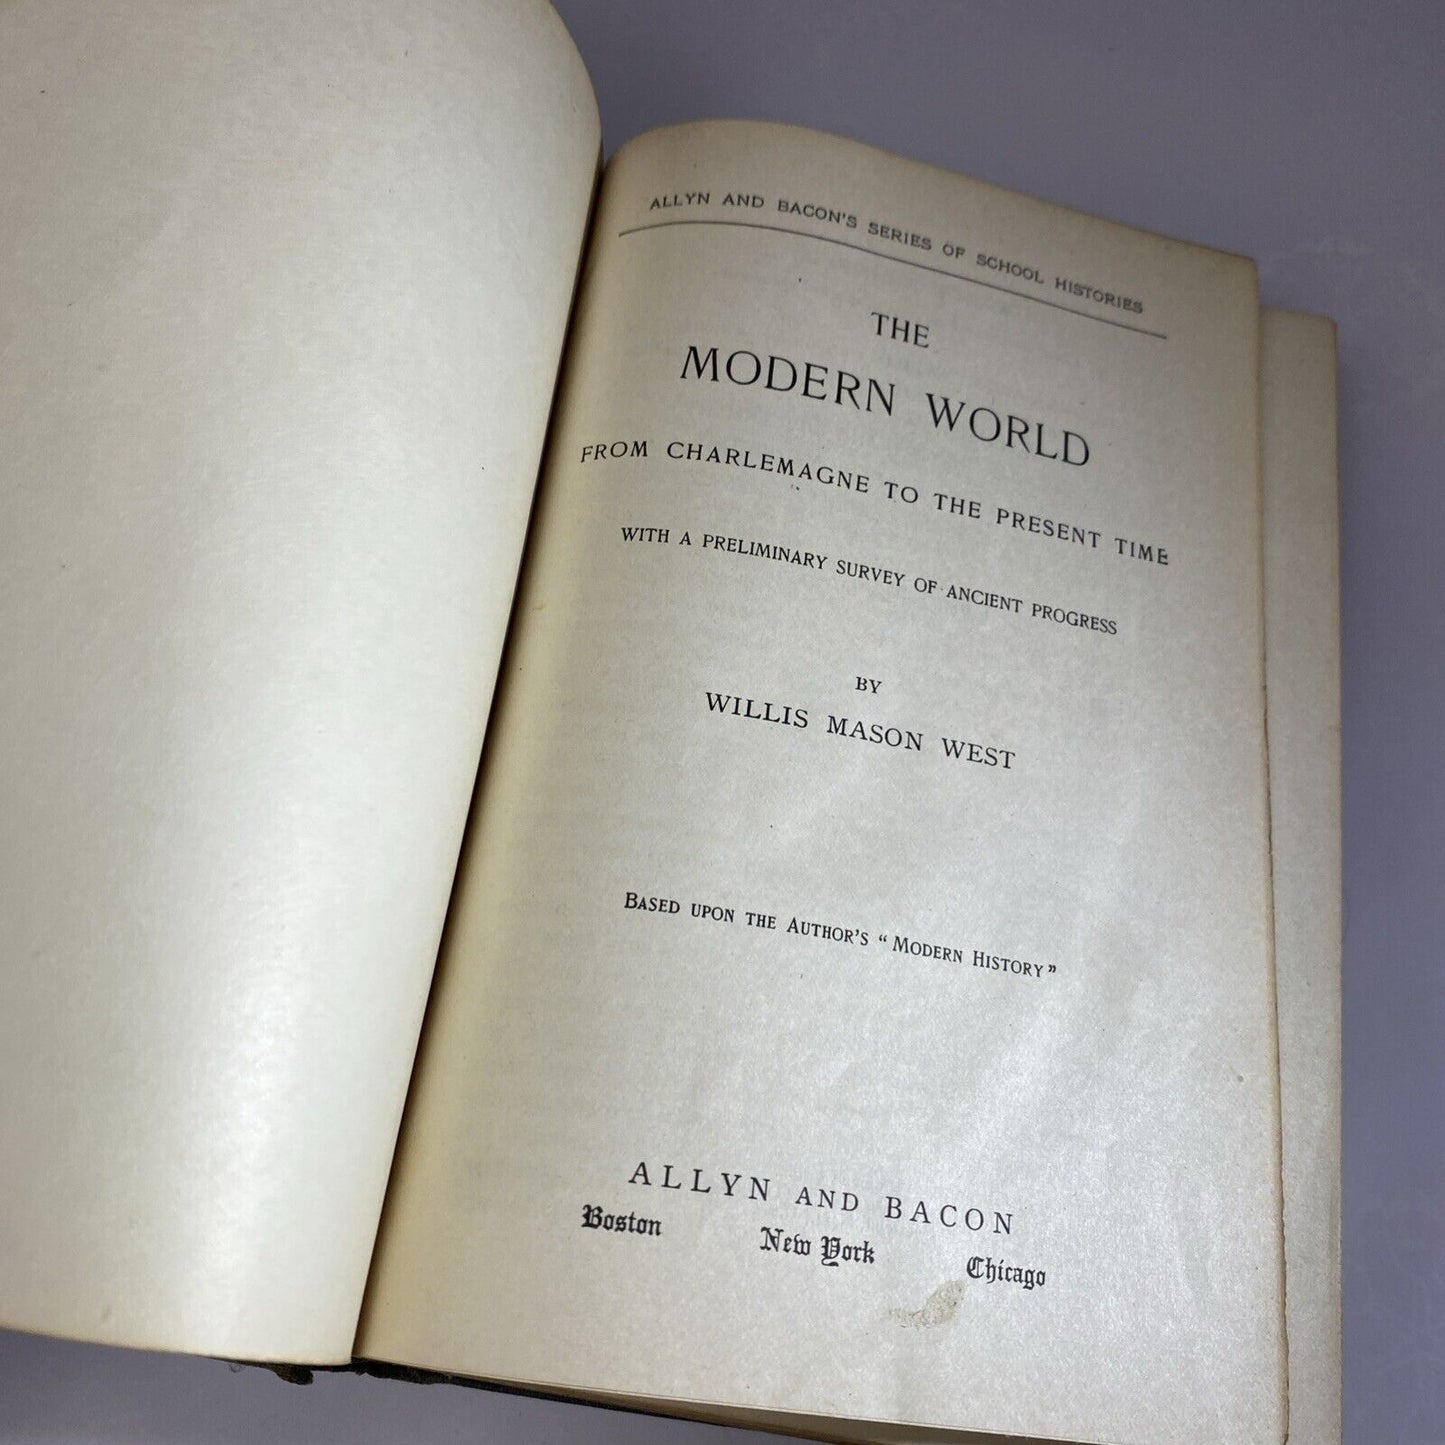 ALLYN AND BACON'S SERIES OF SCHOOL HISTORIES
THE
MODERN WORLD
FROM CHARLEMAGNE TO THE PRESENT TIME
WITH A PRELIMINARY SURVEY OF ANCIENT PROGRESS
BY
WILLIS MASON WEST
BASED UPON THE AUTHOR'S "MODERN HISTORY"
ALLYN AND BACON
Boston New York Chicago